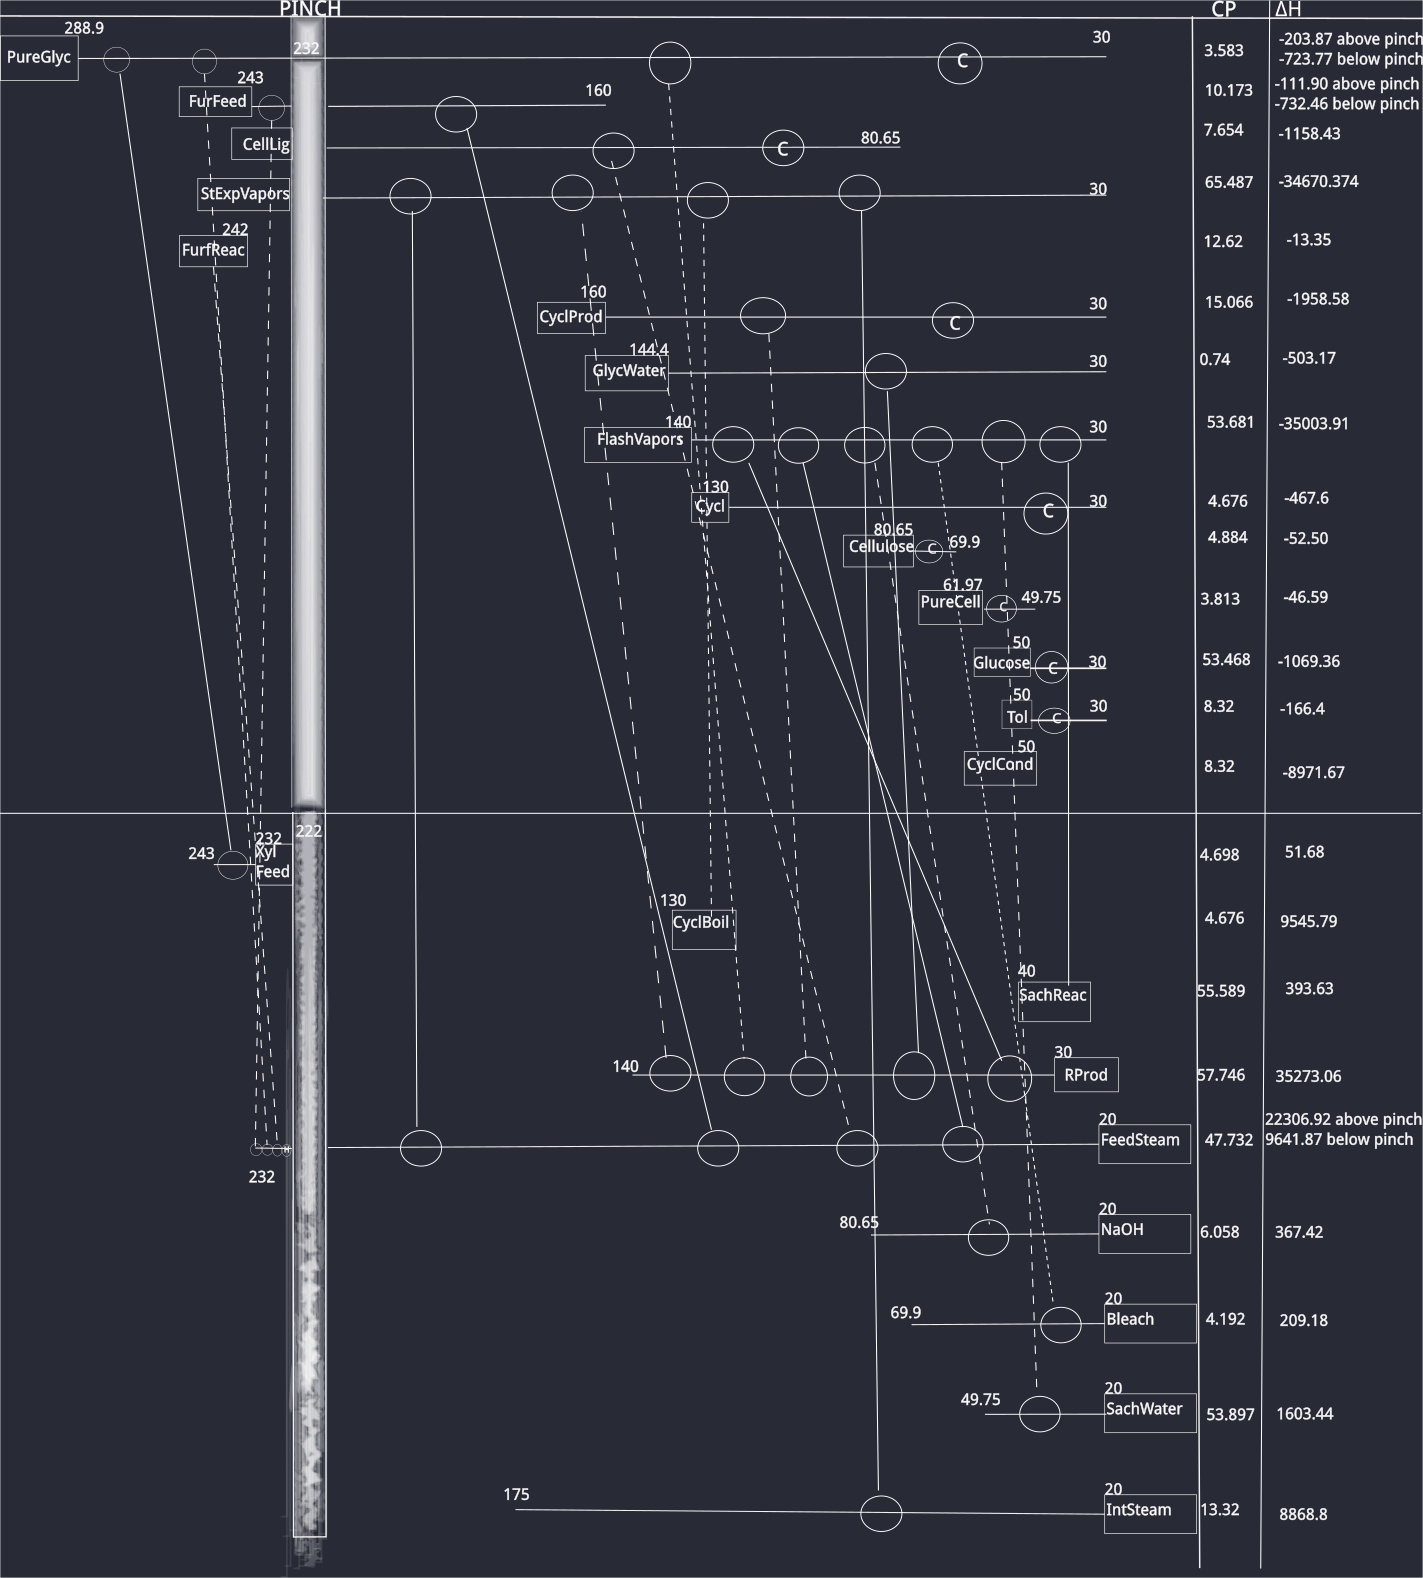 PINCH CP ΔH
288.9
PureGlyc 232 30 C 3.583 -203.87 above pinch
-723.77 below pinch
243
FurFeed 160 10.173 -111.90 above pinch
-732.46 below pinch
CellLig C 80.65 7.654 -1158.43
StExpVapors 30 65.487 -34670.374
242
FurfReac 12.62 -13.35
160
CyclProd C 30 15.066 -1958.58
144.4
GlycWater 30 0.74 -503.17
140
FlashVapors 30 53.681 -35003.91
130
Cycl C 30 4.676 -467.6
80.65
Cellulose C 69.9 4.884 -52.50
61.97
PureCell C 49.75 3.813 -46.59
50
Glucose C 30 53.468 -1069.36
50
Tol C 30 8.32 -166.4
50
CyclCond 8.32 -8971.67
222
232
243 Xyl 4.698 51.68
Feed
130
CyclBoil 4.676 9545.79
40
SachReac 55.589 393.63
30
140 RProd 57.746 35273.06
20 22306.92 above pinch
FeedSteam 47.732 9641.87 below pinch
232
20
80.65 NaOH 6.058 367.42
20
69.9 Bleach 4.192 209.18
20
49.75 SachWater 53.897 1603.44
20
175 IntSteam 13.32 8868.8